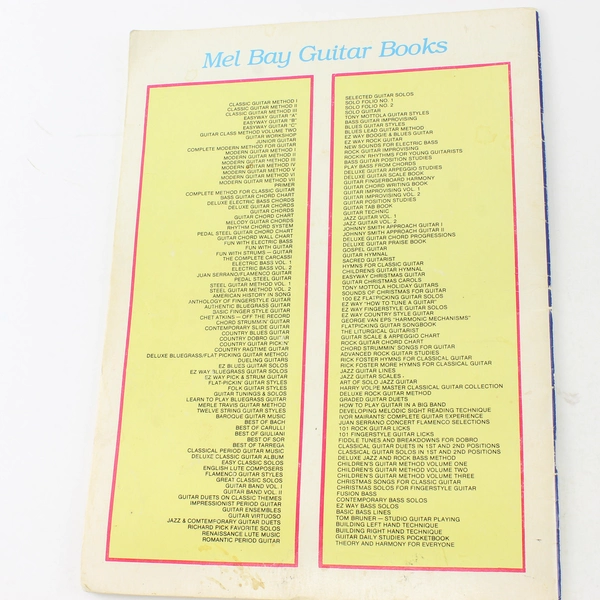 Mel Bay Guitar Books
CLASSIC GUITAR METHOD I
CLASSIC GUITAR METHOD II
CLASSIC GUITAR METHOD III
EASYWAY GUITAR "A"
EASYWAY GUITAR "B"
EASYWAY GUITAR "C"
GUITAR CLASS METHOD VOLUME TWO
GUITAR WORKSHOP
JUNIOR GUITAR
COMPLETE MODERN METHOD FOR GUITAR
MODERN GUITAR METHOD I
MODERN GUITAR METHOD II
MODERN GUITAR METHOD III
MODERN GUITAR METHOD IV
MODERN GUITAR METHOD V
MODERN GUITAR METHOD VI
MODERN GUITAR METHOD VII
PRIMER
COMPLETE METHOD FOR CLASSIC GUITAR
BASS GUITAR CHORD CHART
DELUXE ELECTRIC BASS CHORDS
DELUXE GUITAR CHORDS
GUITAR CHORDS
GUITAR CHORD CHART
MELODY GUITAR CHORDS
RHYTHM CHORD SYSTEM
PEDAL STEEL GUITAR CHORD CHART
GUITAR CHORD WALL CHART
FUN WITH ELECTRIC BASS
FUN WITH GUITAR
FUN WITH STRUMS — GUITAR
THE COMPLETE CARCASSI
ELECTRIC BASS VOL. 1
ELECTRIC BASS VOL. 2
JUAN SERRANO/FLAMENCO GUITAR
PEDAL STEEL GUITAR
STEEL GUITAR METHOD VOL. 1
STEEL GUITAR METHOD VOL. 2
AMERICAN HISTORY IN SONG
ANTHOLOGY OF FINGERSTYLE GUITAR
AUTHENTIC BLUEGRASS GUITAR
BASIC FINGER STYLE GUITAR
CHET ATKINS — OFF THE RECORD
CHORD STRUMMIN' GUITAR
CONTEMPORARY SLIDE GUITAR
COUNTRY BLUES GUITAR
COUNTRY DOBRO GUITAR
COUNTRY GUITAR PICKIN'
COUNTRY RAGTIME GUITAR
DELUXE BLUEGRASS/FLAT PICKING GUITAR METHOD
DUELING GUITARS
EZ BLUES GUITAR SOLOS
EZ WAY BLUEGRASS GUITAR SOLOS
EZ WAY PICK & STRUM GUITAR
FLAT-PICKIN' GUITAR STYLES
FOLK GUITAR STYLES
GUITAR TUNINGS & SOLOS
LEARN TO PLAY BLUEGRASS GUITAR
MERLE TRAVIS GUITAR METHOD
TWELVE STRING GUITAR STYLES
BAROQUE GUITAR MUSIC
BEST OF BACH
BEST OF CARULLI
BEST OF GIULIANI
BEST OF SOR
BEST OF TARREGA
CLASSICAL PERIOD GUITAR MUSIC
DELUXE CLASSIC GUITAR ALBUM
EASY CLASSIC SOLOS
ENGLISH LUTE COMPOSERS
FLAMENCO GUITAR STYLES
GREAT CLASSIC SOLOS
GUITAR BAND VOL. I
GUITAR BAND VOL. II
GUITAR DUETS ON CLASSIC THEMES
IMPRESSIONIST PERIOD GUITAR
GUITAR ENSEMBLES
GUITAR VIRTUOSO
JAZZ & CONTEMPORARY GUITAR DUETS
RICHARD PICK FAVORITE SOLOS
RENAISSANCE LUTE MUSIC
ROMANTIC PERIOD GUITAR
SELECTED GUITAR SOLOS
SOLO FOLIO NO. 1
SOLO FOLIO NO. 2
SOLO GUITAR
TONY MOTTOLA GUITAR STYLES
BASS GUITAR IMPROVISING
BLUES GUITAR STYLES
BLUES LEAD GUITAR METHOD
EZ WAY BOOGIE & BLUES GUITAR
EZ WAY ROCK GUITAR
NEW SOUNDS FOR ELECTRIC BASS
ROCK GUITAR IMPROVISING
ROCKIN' RHYTHMS FOR YOUNG GUITARISTS
BASS GUITAR POSITION STUDIES
PLAY BASS FROM CHORDS
DELUXE GUITAR ARPEGGIO STUDIES
DELUXE GUITAR SCALE BOOK
GUITAR FINGERBOARD HARMONY
GUITAR CHORD WRITING BOOK
GUITAR IMPROVISING VOL. 1
GUITAR IMPROVISING VOL. 2
GUITAR POSITION STUDIES
GUITAR TAB BOOK
GUITAR TECHNIC
JAZZ GUITAR VOL. 1
JAZZ GUITAR VOL. 2
JOHNNY SMITH APPROACH GUITAR I
JOHNNY SMITH APPROACH GUITAR II
DELUXE GUITAR CHORD PROGRESSIONS
DELUXE GUITAR PRAISE BOOK
GOSPEL GUITAR
GUITAR HYMNAL
SACRED GUITARIST
HYMNS FOR CLASSIC GUITAR
CHILDRENS GUITAR HYMNAL
EASYWAY CHRISTMAS GUITAR
GUITAR CHRISTMAS CAROLS
TONY MOTTOLA HOLIDAY GUITARS
SOUNDS OF CHRISTMAS FOR GUITAR
100 EZ FLATPICKING GUITAR SOLOS
EZ WAY "HOW TO TUNE A GUITAR"
EZ WAY FINGERSTYLE GUITAR SOLOS
EZ WAY COUNTRY STYLE GUITAR
GEORGE VAN EPS "HARMONIC MECHANISMS"
FLATPICKING GUITAR SONGBOOK
THE LITURGICAL GUITARIST
GUITAR SCALE & ARPEGGIO CHART
ROCK GUITAR CHORD CHART
CHORD STRUMMIN' SONGS FOR GUITAR
ADVANCED ROCK GUITAR STUDIES
RICK FOSTER HYMNS FOR CLASSICAL GUITAR
RICK FOSTER MORE HYMNS FOR CLASSICAL GUITAR
JAZZ GUITAR LINES
JAZZ GUITAR SCALES
ART OF SOLO JAZZ GUITAR
HARRY VOLPE MASTER CLASSICAL GUITAR COLLECTION
DELUXE ROCK GUITAR METHOD
GRADED GUITAR DUETS
HOW TO PLAY GUITAR IN A BIG BAND
DEVELOPING MELODIC SIGHT READING TECHNIQUE
IVOR MAIRANTS' COMPLETE GUITAR EXPERIENCE
JUAN SERRANO CONCERT FLAMENCO SELECTIONS
101 ROCK GUITAR LICKS
101 FINGERSTYLE GUITAR LICKS
FIDDLE TUNES AND BREAKDOWNS FOR DOBRO
CLASSICAL GUITAR DUETS IN 1ST AND 2ND POSITIONS
CLASSICAL GUITAR SOLOS IN 1ST AND 2ND POSITIONS
DELUXE JAZZ AND ROCK BASS METHOD
CHILDREN'S GUITAR METHOD VOLUME ONE
CHILDREN'S GUITAR METHOD VOLUME TWO
CHILDREN'S GUITAR METHOD VOLUME THREE
CHRISTMAS SONGS FOR CLASSIC GUITAR
CHRISTMAS SOLOS FOR FINGERSTYLE GUITAR
FUSION BASS
CONTEMPORARY BASS SOLOS
EZ WAY BASS SOLOS
BASIC BASS LINES
TOM BRUNER — STUDIO GUITAR PLAYING
BUILDING LEFT HAND TECHNIQUE
BUILDING RIGHT HAND TECHNIQUE
GUITAR DAILY STUDIES POCKETBOOK
THEORY AND HARMONY FOR EVERYONE